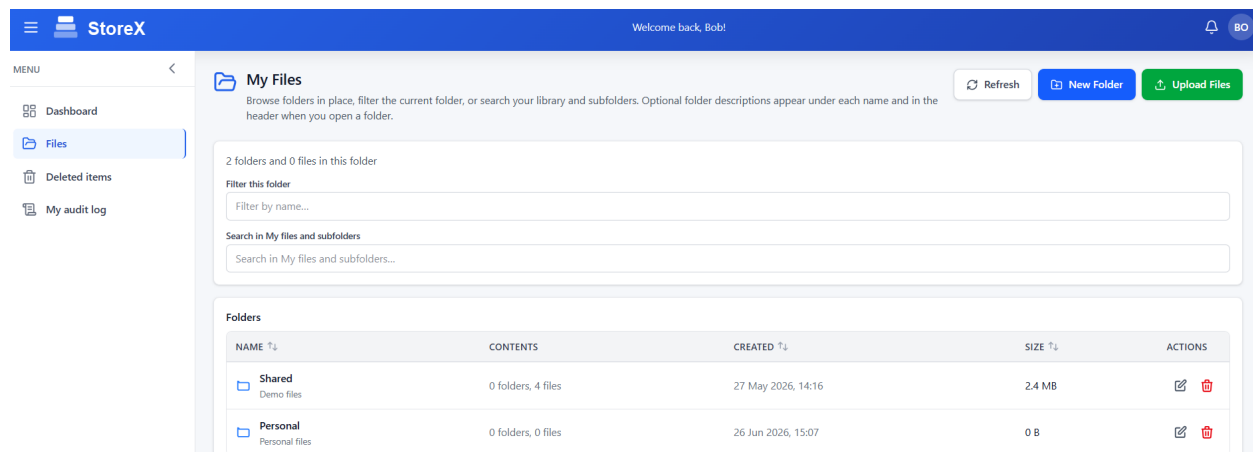 StoreX
Welcome back, Bob!
BO
MENU
Dashboard
Files
Deleted items
My audit log
My Files
Browse folders in place, filter the current folder, or search your library and subfolders. Optional folder descriptions appear under each name and in the
header when you open a folder.
Refresh
New Folder
Upload Files
2 folders and 0 files in this folder
Filter this folder
Filter by name...
Search in My files and subfolders
Search in My files and subfolders...
Folders
NAME CONTENTS CREATED SIZE ACTIONS
Shared
Demo files
0 folders, 4 files
27 May 2026, 14:16
2.4 MB
Personal
Personal files
0 folders, 0 files
26 Jun 2026, 15:07
0 B